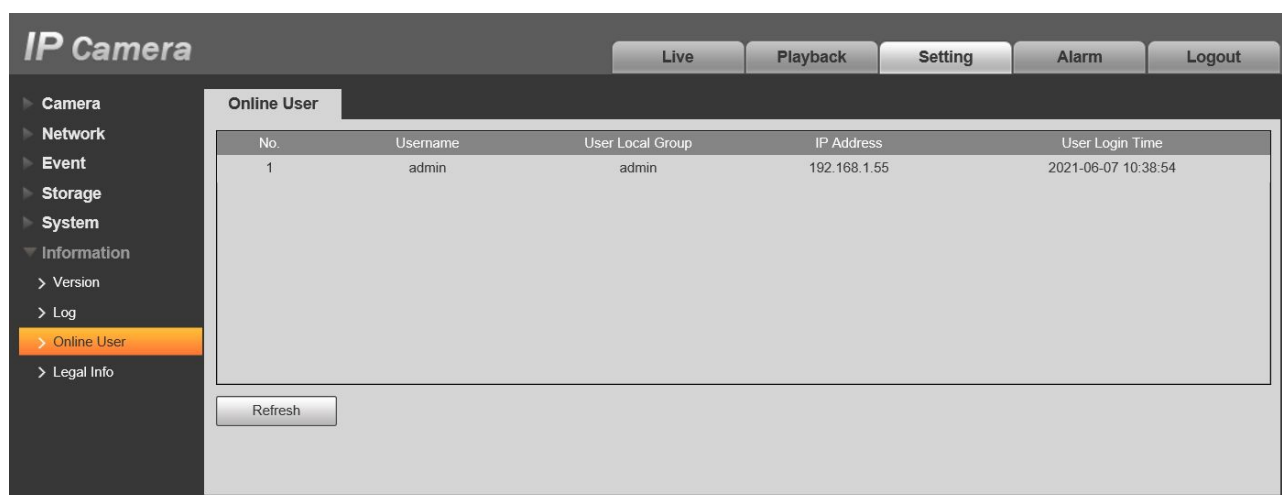 IP Camera
Live Playback Setting Alarm Logout
Camera
Network
Event
Storage
System
Information
Version
Log
Online User
Legal Info
Online User
No. Username User Local Group IP Address User Login Time
1 admin admin 192.168.1.55 2021-06-07 10:38:54
Refresh